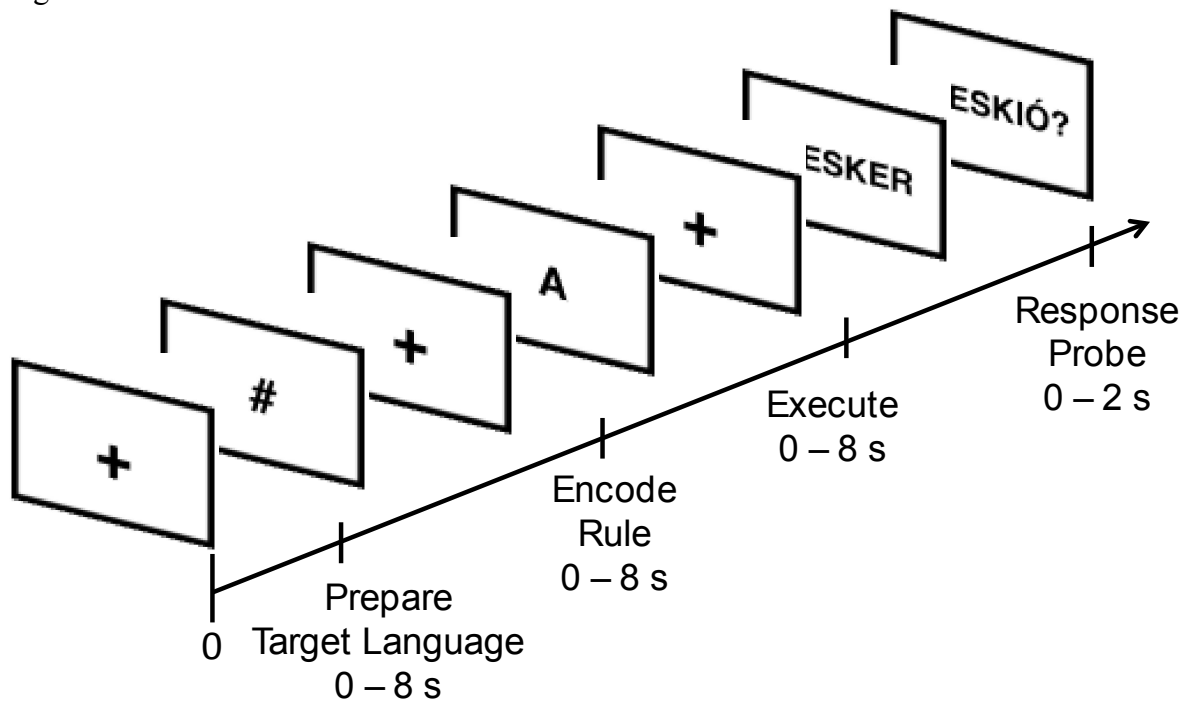 ESKIÓ?
ESKER
+
A
+
#
+
Response
Probe
0 – 2 s
Execute
0 – 8 s
Encode
Rule
0 – 8 s
Prepare
Target Language
0 – 8 s
0